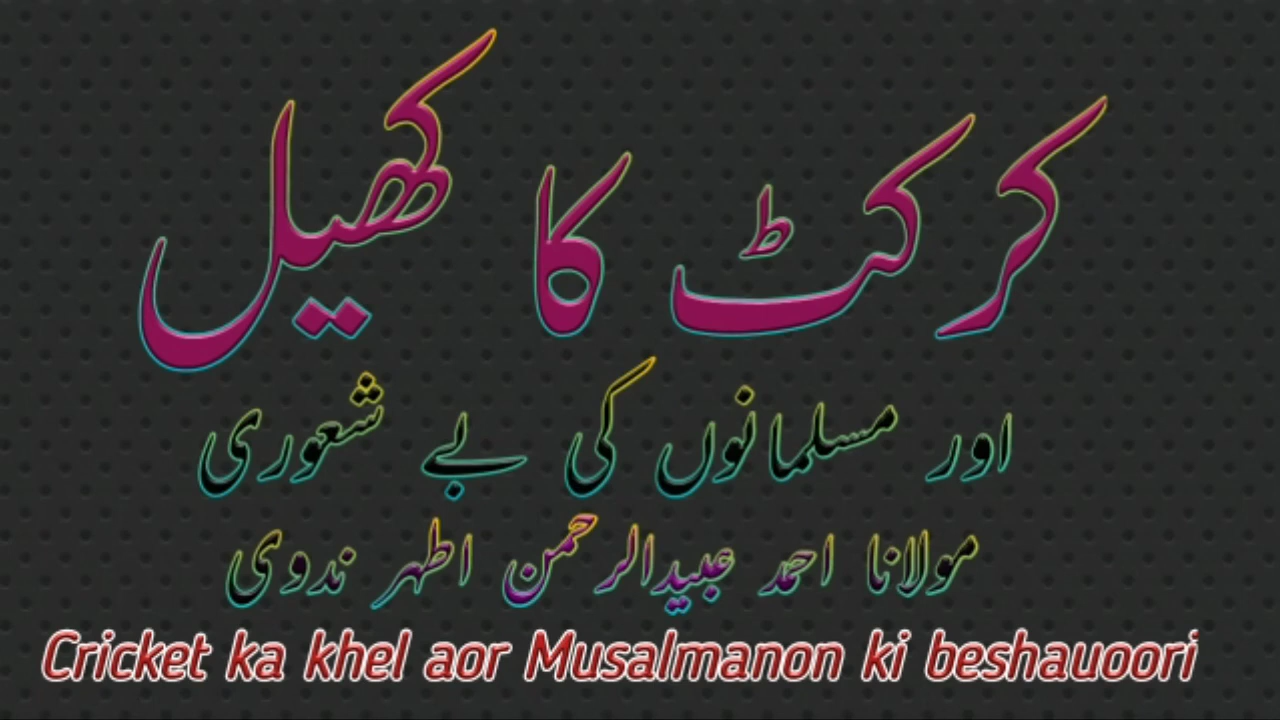 کرکٹ کا کھیل
اور مسلمانوں کی بے شعوری
مولانا احمد عبیدالرحمن اطہر ندوی
Cricket ka khel aor Musalmanon ki beshauoori